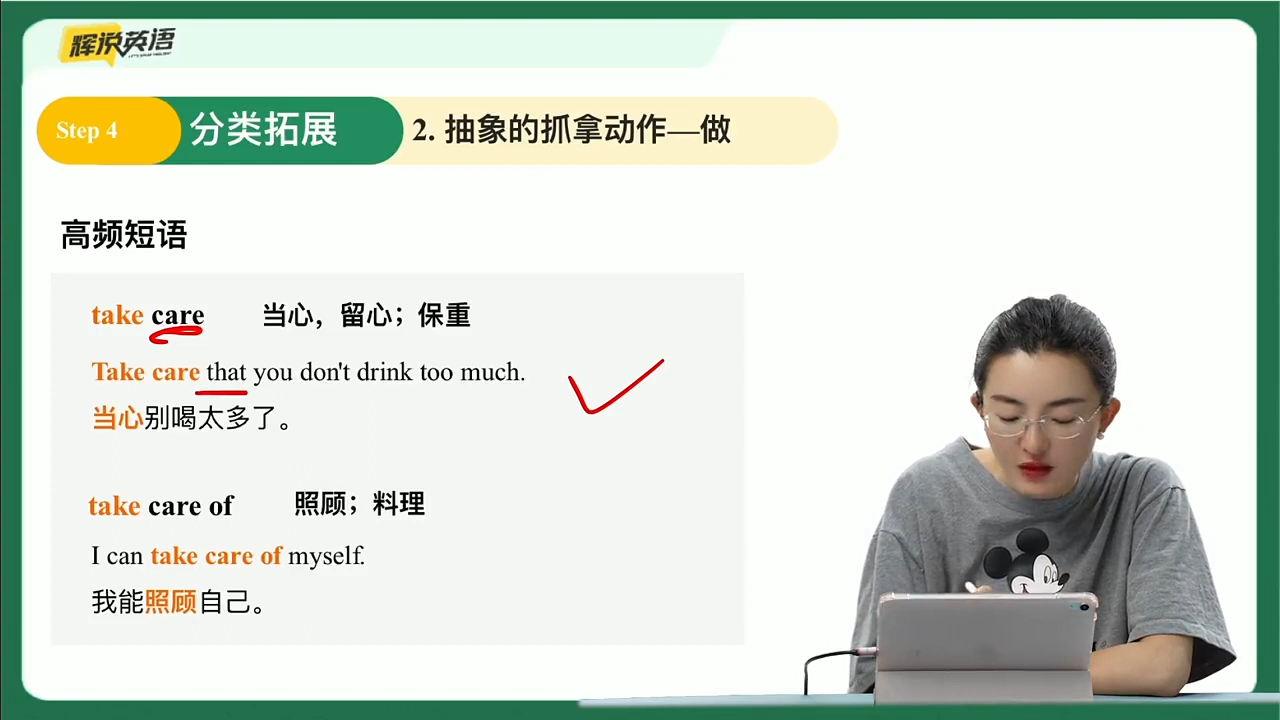 辉说英语
Step 4
分类拓展
2. 抽象的抓拿动作—做
高频短语
take care 当心，留心；保重
Take care that you don't drink too much.
当心别喝太多了。
take care of 照顾；料理
I can take care of myself.
我能照顾自己。